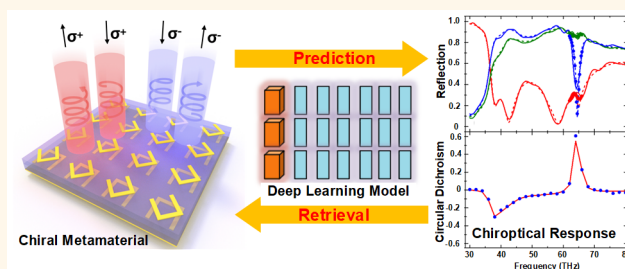 σ+ σ+ σ- σ-
Prediction
Deep Learning Model
Retrieval
Chiral Metamaterial
Reflection
1.0
0.8
0.6
0.4
0.2
0.0
Circular Dichroism
0.6
0.4
0.2
0
-0.2
-0.4
-0.6
Chiroptical Response
30 40 50 60 70 80
Frequency (THz)